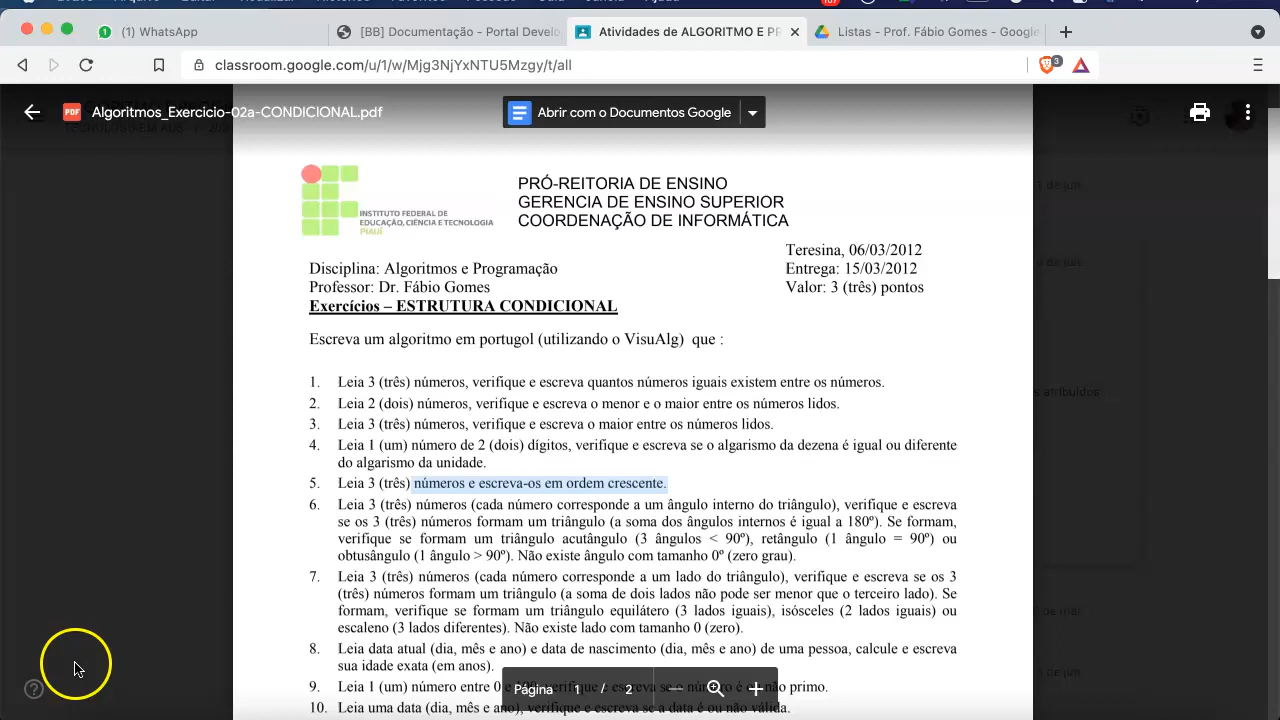 (1) WhatsApp
[BB] Documentação - Portal Develo
Atividades de ALGORITMO E PR
Listas - Prof. Fábio Gomes - Google
classroom.google.com/u/1/w/Mjg3NjYxNTU5Mzgy/t/all
3
PDF
Algoritmos_Exercicio-02a-CONDICIONAL.pdf
Abrir com o Documentos Google
PRÓ-REITORIA DE ENSINO
GERENCIA DE ENSINO SUPERIOR
COORDENAÇÃO DE INFORMÁTICA
INSTITUTO FEDERAL DE
EDUCAÇÃO, CIÊNCIA E TECNOLOGIA
PIAUÍ
Teresina, 06/03/2012
Disciplina: Algoritmos e Programação
Entrega: 15/03/2012
Professor: Dr. Fábio Gomes
Valor: 3 (três) pontos
Exercícios – ESTRUTURA CONDICIONAL
Escreva um algoritmo em portugol (utilizando o VisuAlg) que :
1. Leia 3 (três) números, verifique e escreva quantos números iguais existem entre os números.
2. Leia 2 (dois) números, verifique e escreva o menor e o maior entre os números lidos.
3. Leia 3 (três) números, verifique e escreva o maior entre os números lidos.
4. Leia 1 (um) número de 2 (dois) dígitos, verifique e escreva se o algarismo da dezena é igual ou diferente
do algarismo da unidade.
5. Leia 3 (três) números e escreva-os em ordem crescente.
6. Leia 3 (três) números (cada número corresponde a um ângulo interno do triângulo), verifique e escreva
se os 3 (três) números formam um triângulo (a soma dos ângulos internos é igual a 180º). Se formam,
verifique se formam um triângulo acutângulo (3 ângulos < 90º), retângulo (1 ângulo = 90º) ou
obtusângulo (1 ângulo > 90º). Não existe ângulo com tamanho 0º (zero grau).
7. Leia 3 (três) números (cada número corresponde a um lado do triângulo), verifique e escreva se os 3
(três) números formam um triângulo (a soma de dois lados não pode ser menor que o terceiro lado). Se
formam, verifique se formam um triângulo equilátero (3 lados iguais), isósceles (2 lados iguais) ou
escaleno (3 lados diferentes). Não existe lado com tamanho 0 (zero).
8. Leia data atual (dia, mês e ano) e data de nascimento (dia, mês e ano) de uma pessoa, calcule e escreva
sua idade exata (em anos).
9. Leia 1 (um) número entre 0 e 100, verifique e escreva se o número é ou não primo.
10. Leia uma data (dia, mês e ano), verifique e escreva se a data é ou não válida.
Página 1 / 2
s atribuídos